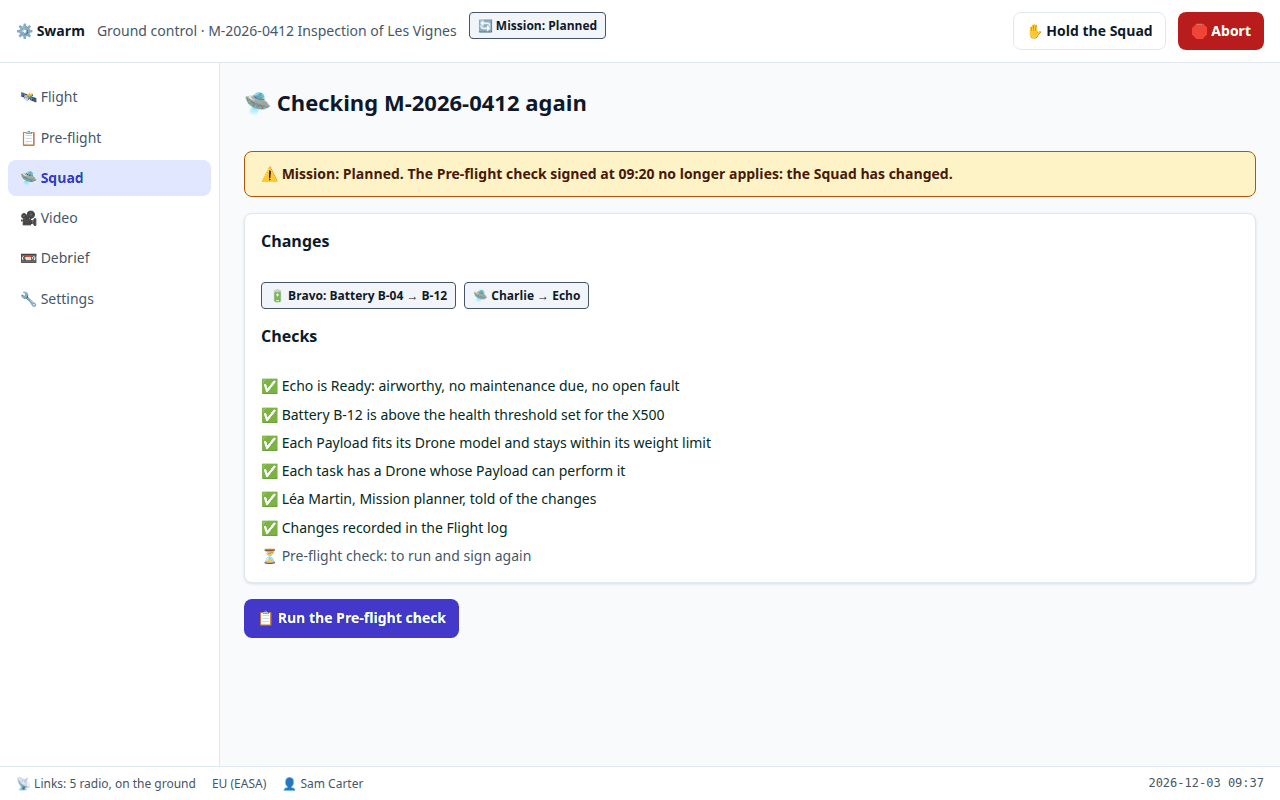 ⚙️ Swarm Ground control · M-2026-0412 Inspection of Les Vignes 🔄 Mission: Planned ✋ Hold the Squad 🛑 Abort
🛰️ Flight
📋 Pre-flight
🛸 Squad
🎥 Video
📼 Debrief
🔧 Settings
🛸 Checking M-2026-0412 again
⚠️ Mission: Planned. The Pre-flight check signed at 09:20 no longer applies: the Squad has changed.
Changes
🔋 Bravo: Battery B-04 → B-12 🛸 Charlie → Echo
Checks
✅ Echo is Ready: airworthy, no maintenance due, no open fault
✅ Battery B-12 is above the health threshold set for the X500
✅ Each Payload fits its Drone model and stays within its weight limit
✅ Each task has a Drone whose Payload can perform it
✅ Léa Martin, Mission planner, told of the changes
✅ Changes recorded in the Flight log
⏳ Pre-flight check: to run and sign again
📋 Run the Pre-flight check
📡 Links: 5 radio, on the ground EU (EASA) 👤 Sam Carter 2026-12-03 09:37